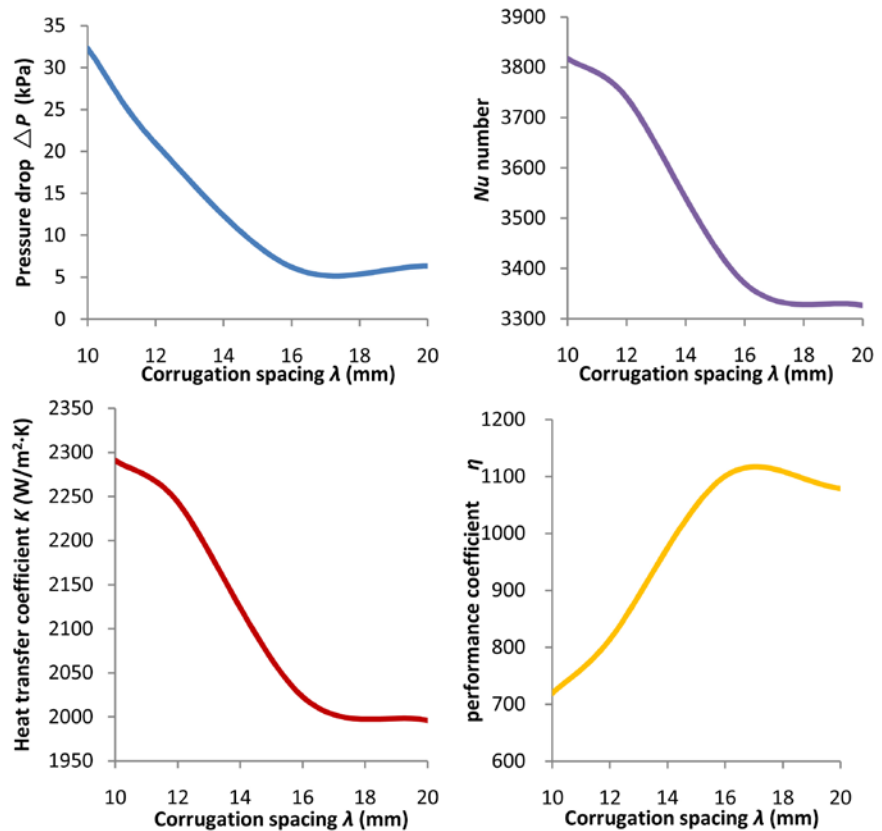 Pressure drop △P (kPa)
35
30
25
20
15
10
5
0
10 12 14 16 18 20
Corrugation spacing λ (mm)
Nu number
3900
3800
3700
3600
3500
3400
3300
10 12 14 16 18 20
Corrugation spacing λ (mm)
Heat transfer coefficient K (W/m²·K)
2350
2300
2250
2200
2150
2100
2050
2000
1950
10 12 14 16 18 20
Corrugation spacing λ (mm)
performance coefficient η
1200
1100
1000
900
800
700
600
10 12 14 16 18 20
Corrugation spacing λ (mm)